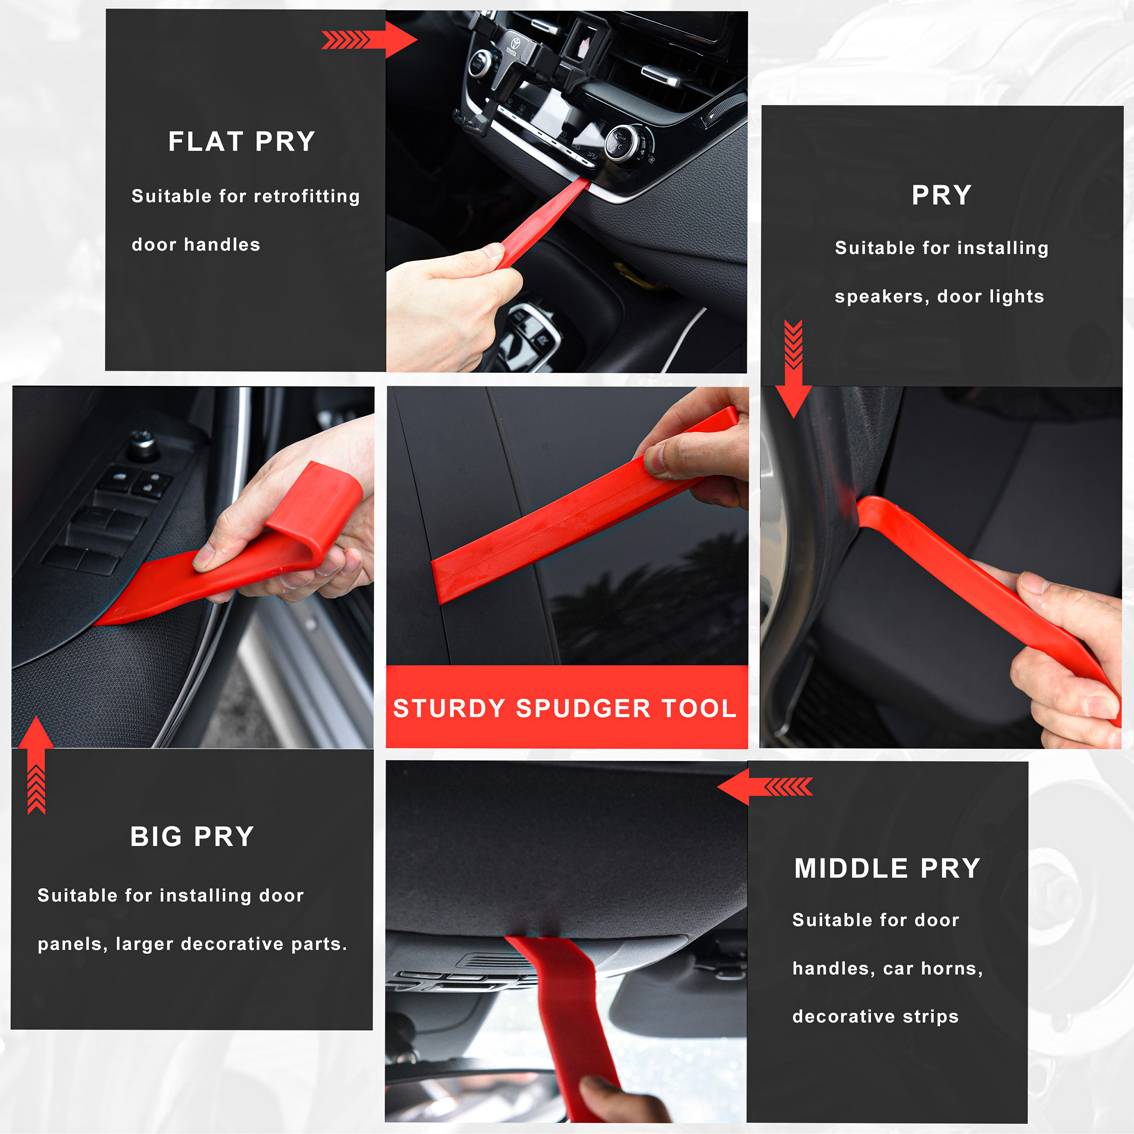 FLAT PRY
Suitable for retrofitting
door handles
PRY
Suitable for installing
speakers, door lights
STURDY SPUDGER TOOL
BIG PRY
Suitable for installing door
panels, larger decorative parts.
MIDDLE PRY
Suitable for door
handles, car horns,
decorative strips